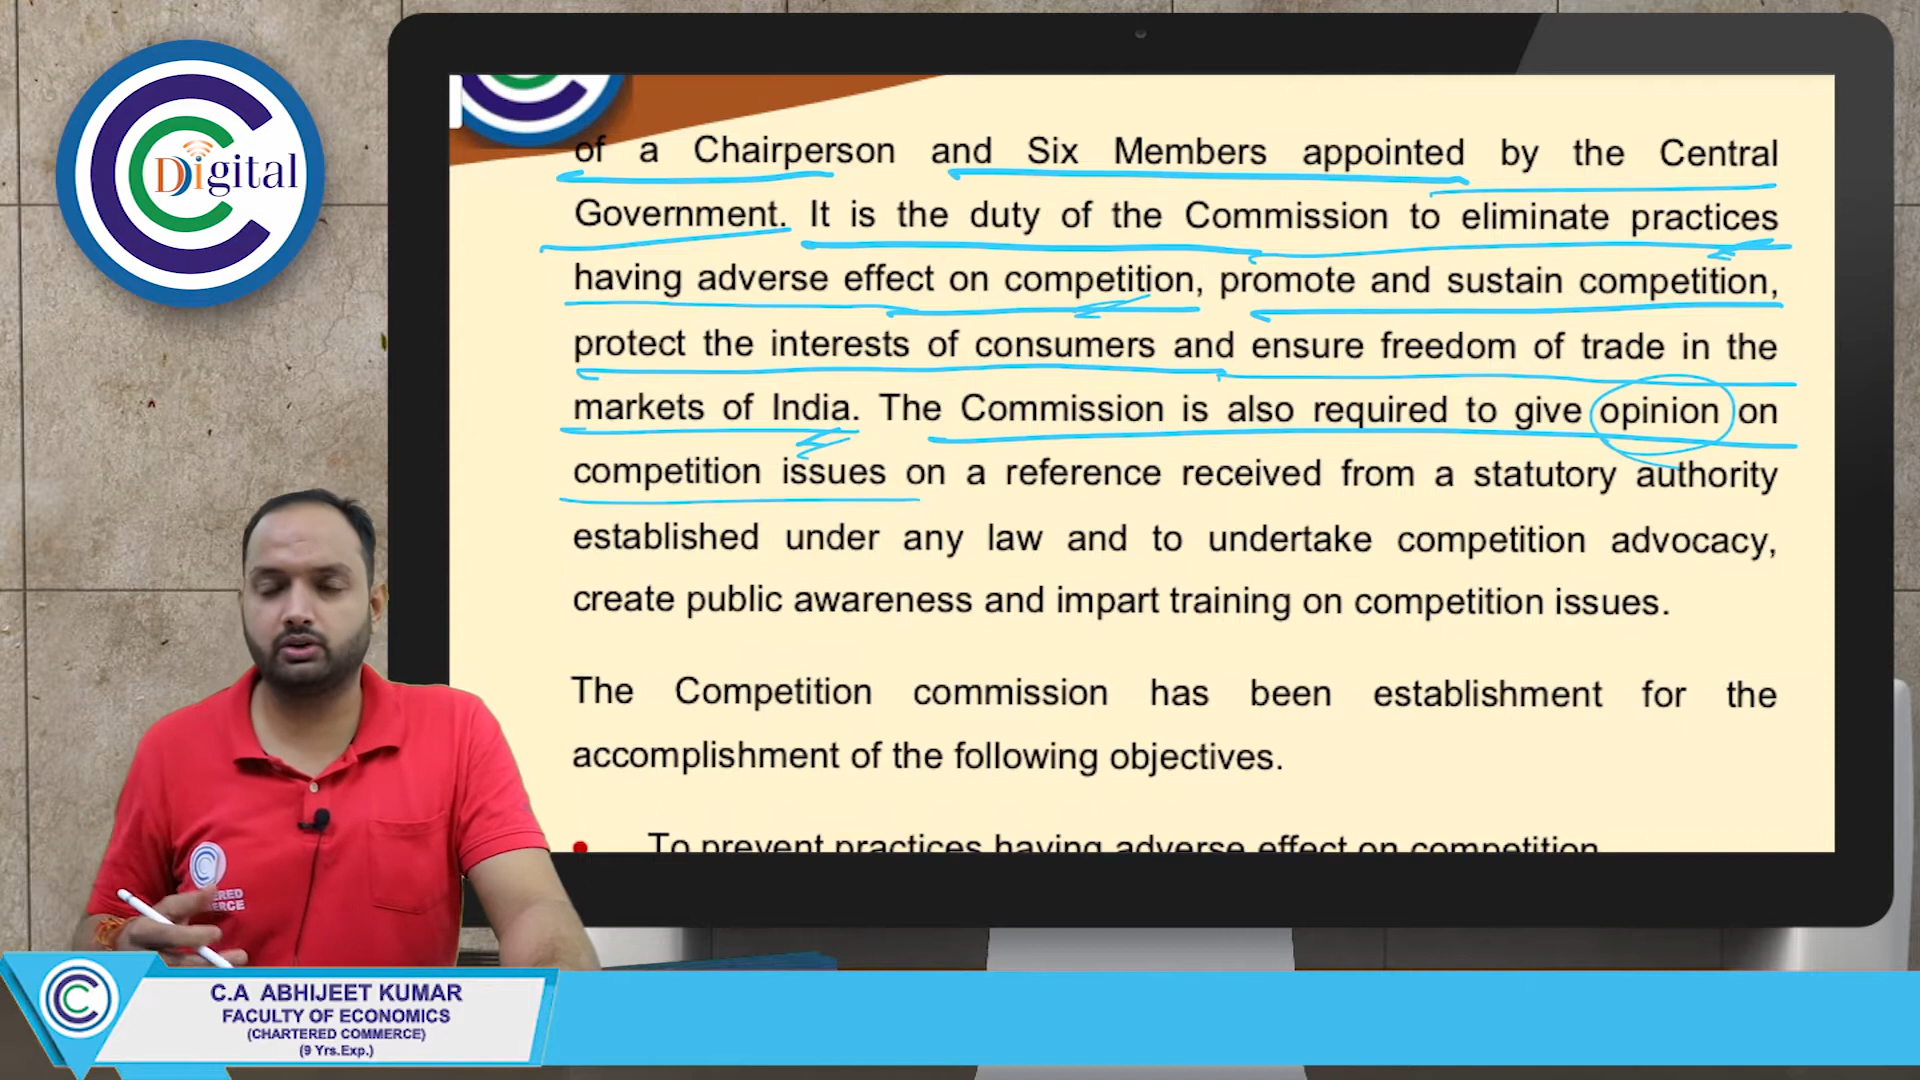 Digital
of a Chairperson and Six Members appointed by the Central
Government. It is the duty of the Commission to eliminate practices
having adverse effect on competition, promote and sustain competition,
protect the interests of consumers and ensure freedom of trade in the
markets of India. The Commission is also required to give opinion on
competition issues on a reference received from a statutory authority
established under any law and to undertake competition advocacy,
create public awareness and impart training on competition issues.
The Competition commission has been establishment for the
accomplishment of the following objectives.
• To prevent practices having adverse effect on competition
C.A ABHIJEET KUMAR
FACULTY OF ECONOMICS
(CHARTERED COMMERCE)
(9 Yrs.Exp.)